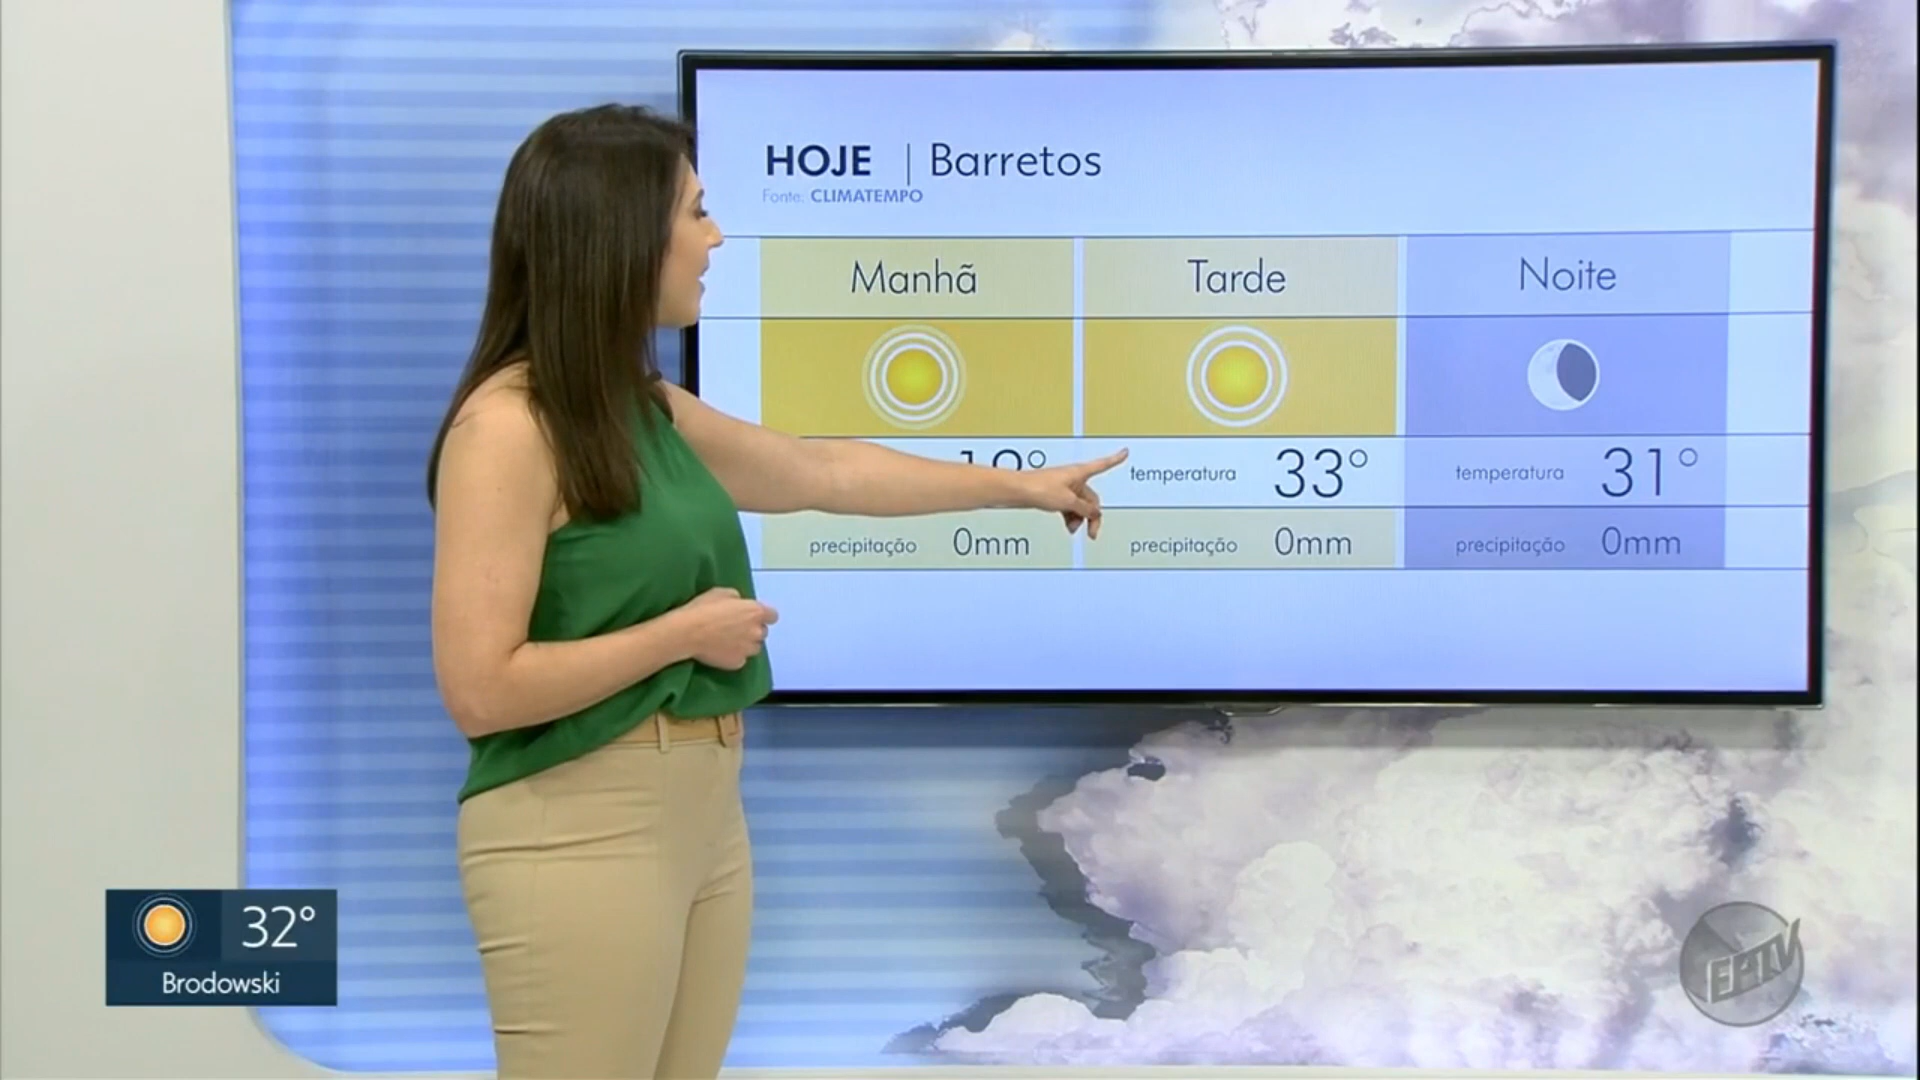 HOJE | Barretos
Fonte: CLIMATEMPO
Manhã Tarde Noite
temperatura 33° temperatura 31°
precipitação 0mm precipitação 0mm precipitação 0mm
32°
Brodowski
EPTV